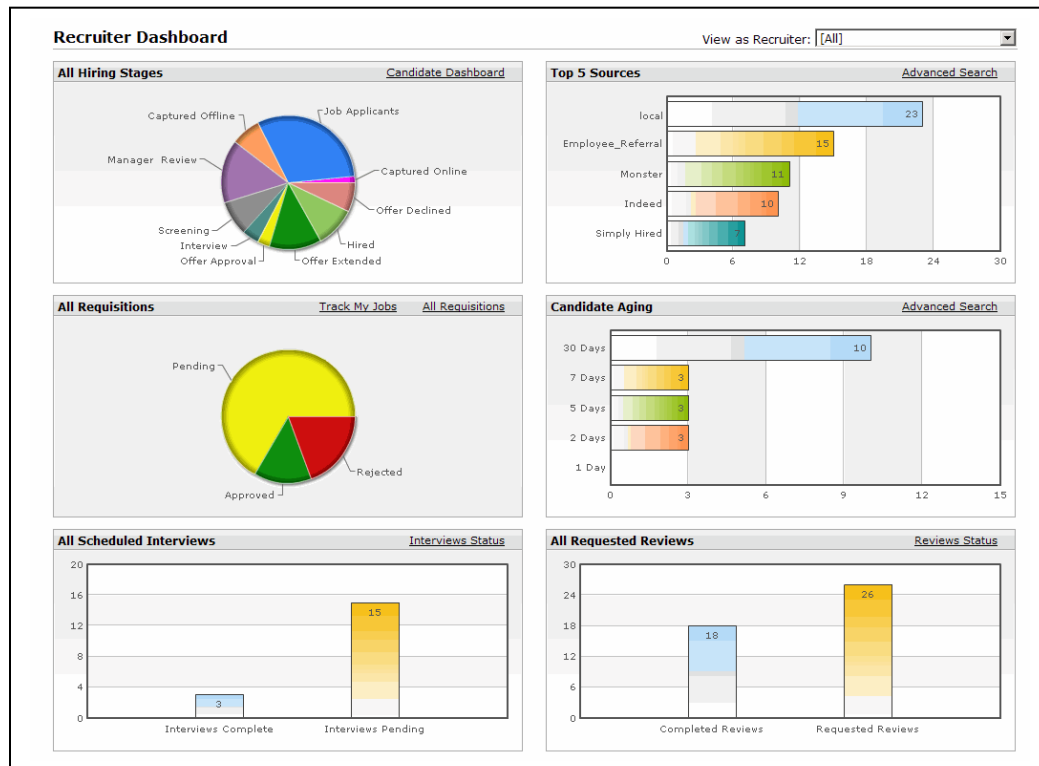 Recruiter Dashboard
View as Recruiter: [All]
All Hiring Stages
Candidate Dashboard
Captured Offline
Job Applicants
Manager Review
Captured Online
Offer Declined
Screening
Interview
Hired
Offer Approval
Offer Extended
Top 5 Sources
Advanced Search
local
23
Employee_Referral
15
Monster
11
Indeed
10
Simply Hired
7
0 6 12 18 24 30
All Requisitions
Track My Jobs
All Requisitions
Pending
Rejected
Approved
Candidate Aging
Advanced Search
30 Days
10
7 Days
3
5 Days
3
2 Days
3
1 Day
0 3 6 9 12 15
All Scheduled Interviews
Interviews Status
20
16
15
12
8
4
3
0
Interviews Complete
Interviews Pending
All Requested Reviews
Reviews Status
30
24
26
18
18
12
6
0
Completed Reviews
Requested Reviews